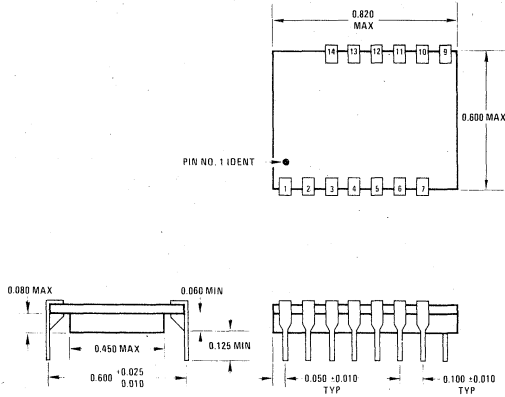 0.820
MAX
14 13 12 11 10 9
0.600 MAX
PIN NO. 1 IDENT
1 2 3 4 5 6 7
0.080 MAX
0.060 MIN
0.450 MAX
0.125 MIN
0.600 +0.025
0.010
0.050 ±0.010
TYP
0.100 ±0.010
TYP